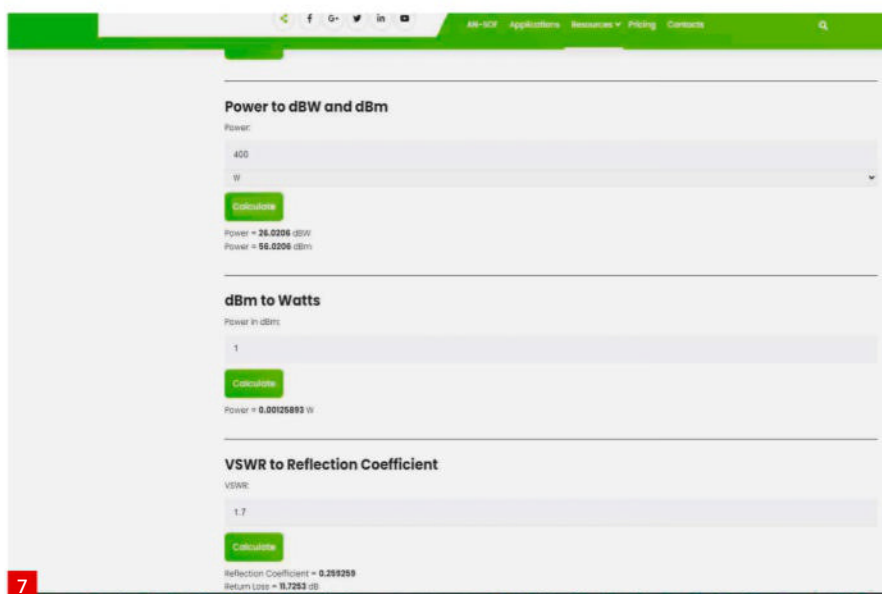 AN-SOF Applications Resources Pricing Contacts
Power to dBW and dBm
Power:
400
W
Calculate
Power = 26.0206 dBW
Power = 56.0206 dBm
dBm to Watts
Power in dBm:
1
Calculate
Power = 0.00125893 W
VSWR to Reflection Coefficient
VSWR:
1.7
Calculate
Reflection Coefficient = 0.259259
Return Loss = 11.7253 dB
7